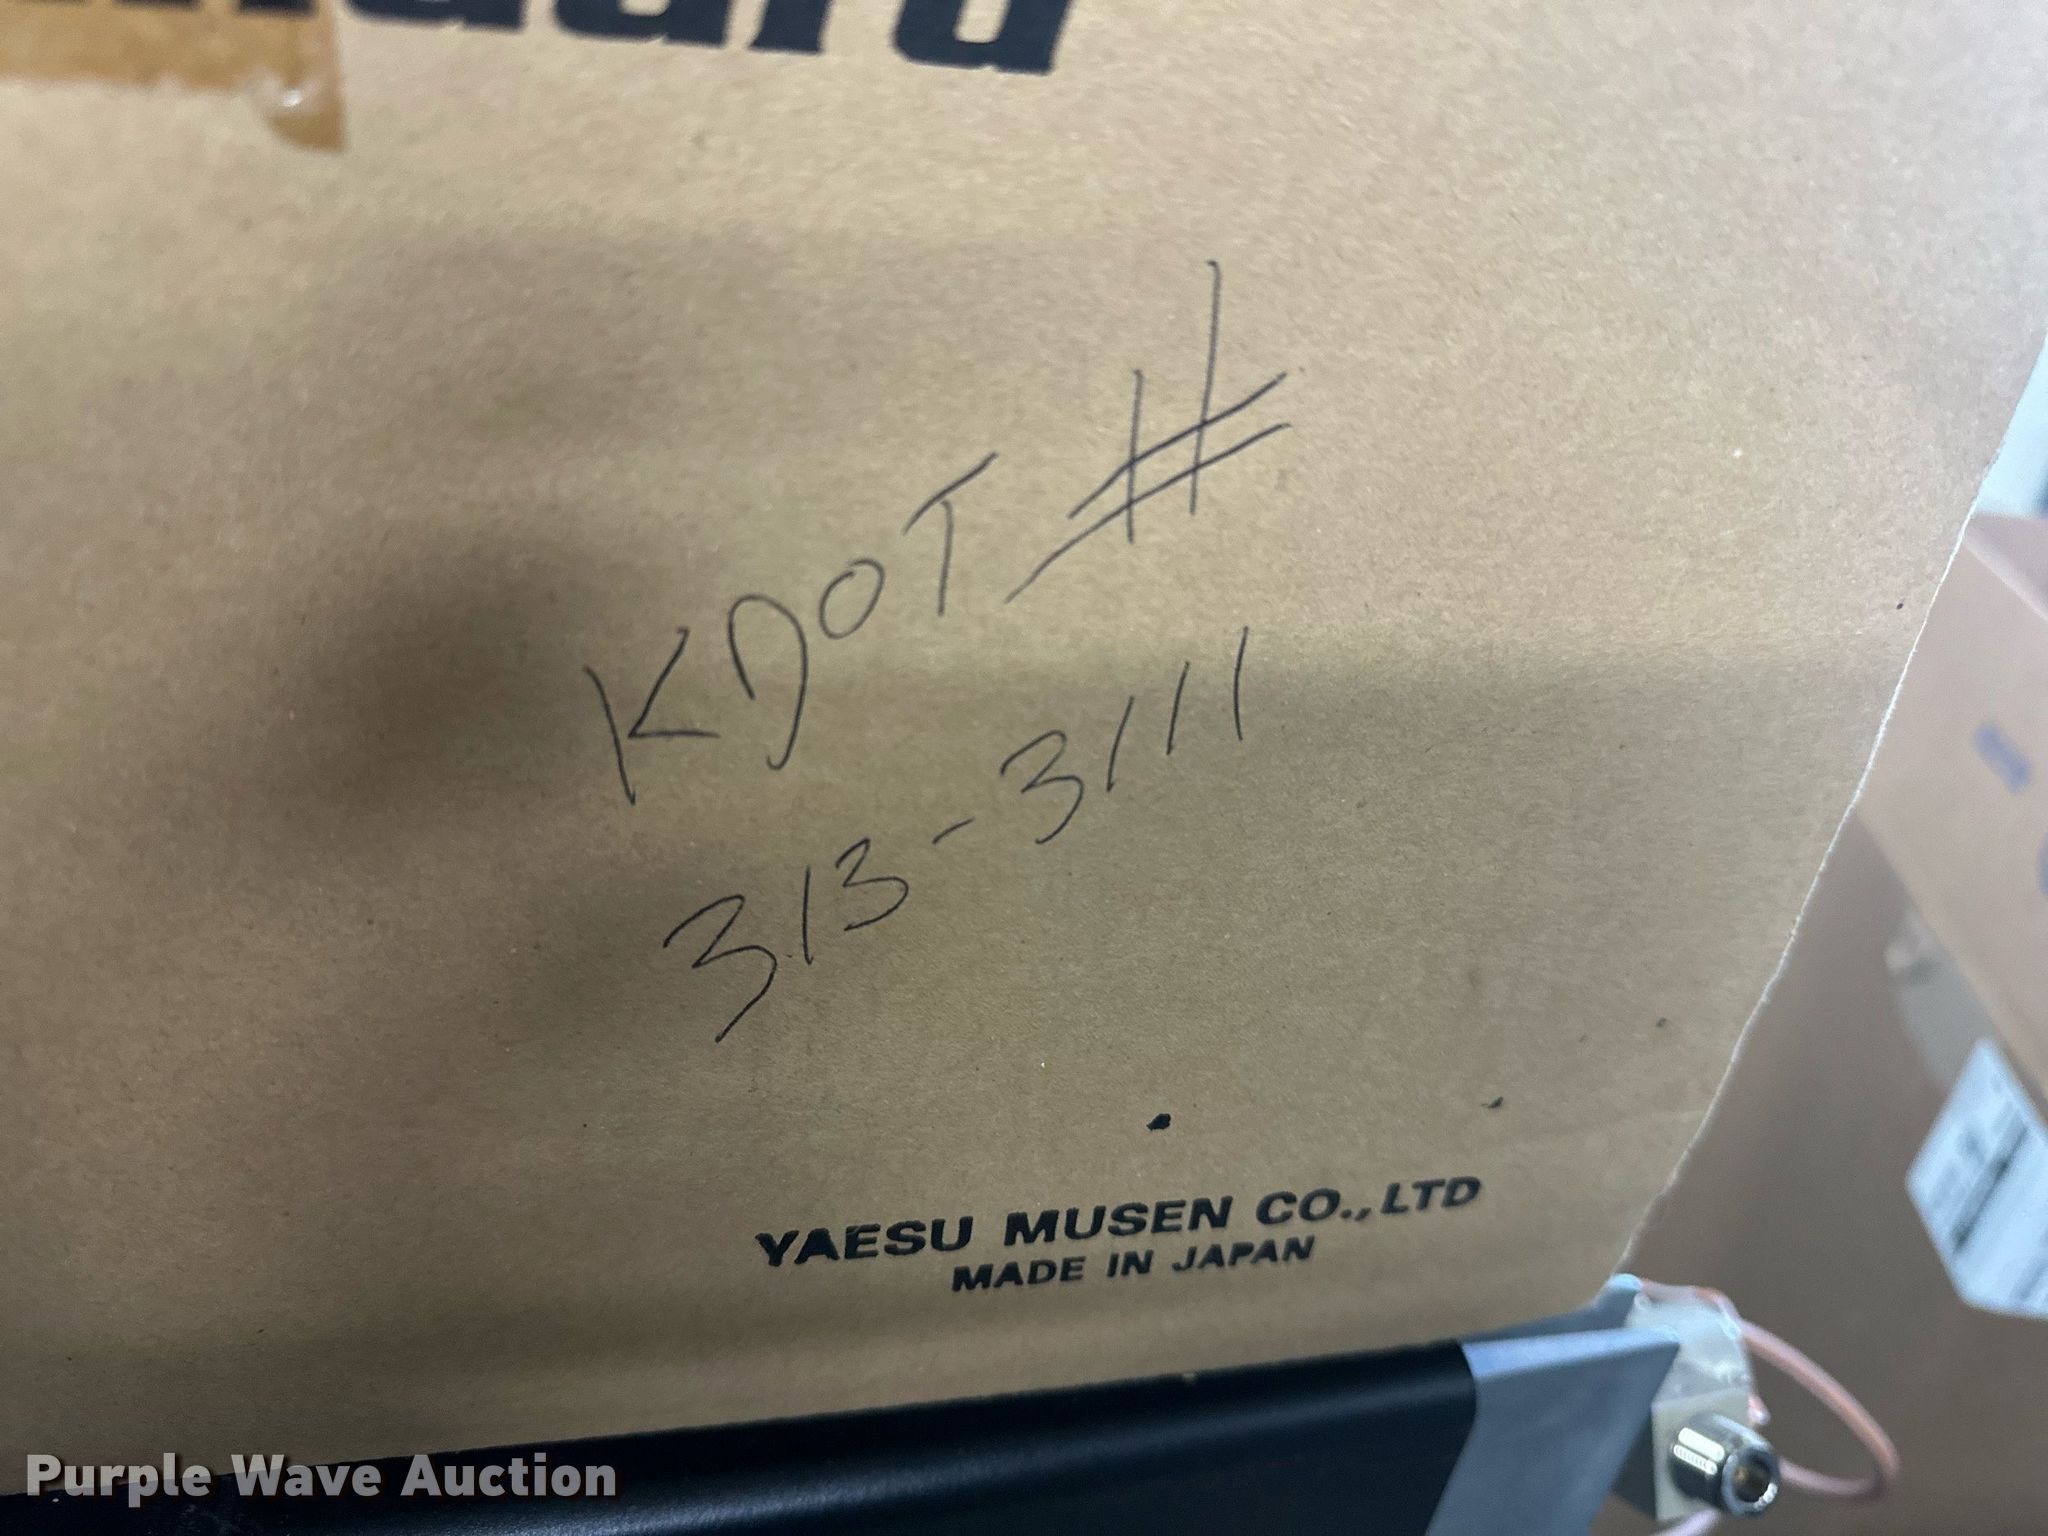 KDOT #
313-3111
YAESU MUSEN CO.,LTD
MADE IN JAPAN
Purple Wave Auction